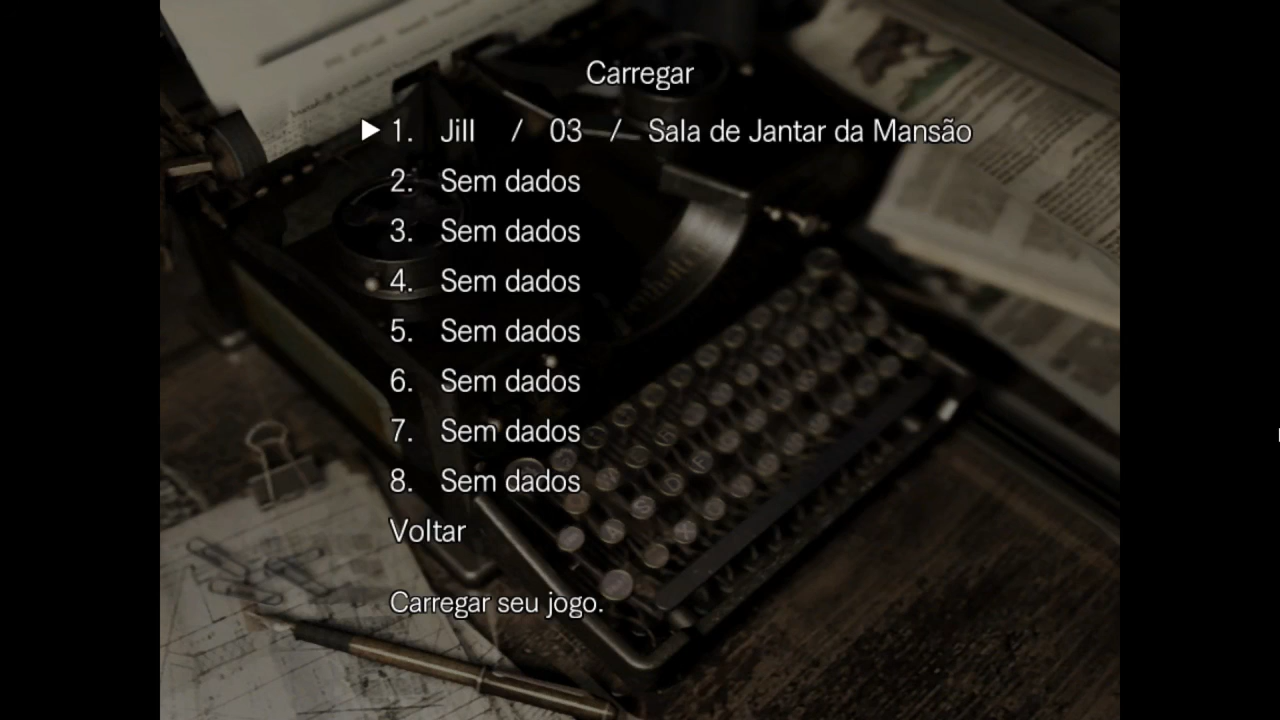 Carregar
1. Jill / 03 / Sala de Jantar da Mansão
2. Sem dados
3. Sem dados
4. Sem dados
5. Sem dados
6. Sem dados
7. Sem dados
8. Sem dados
Voltar
Carregar seu jogo.